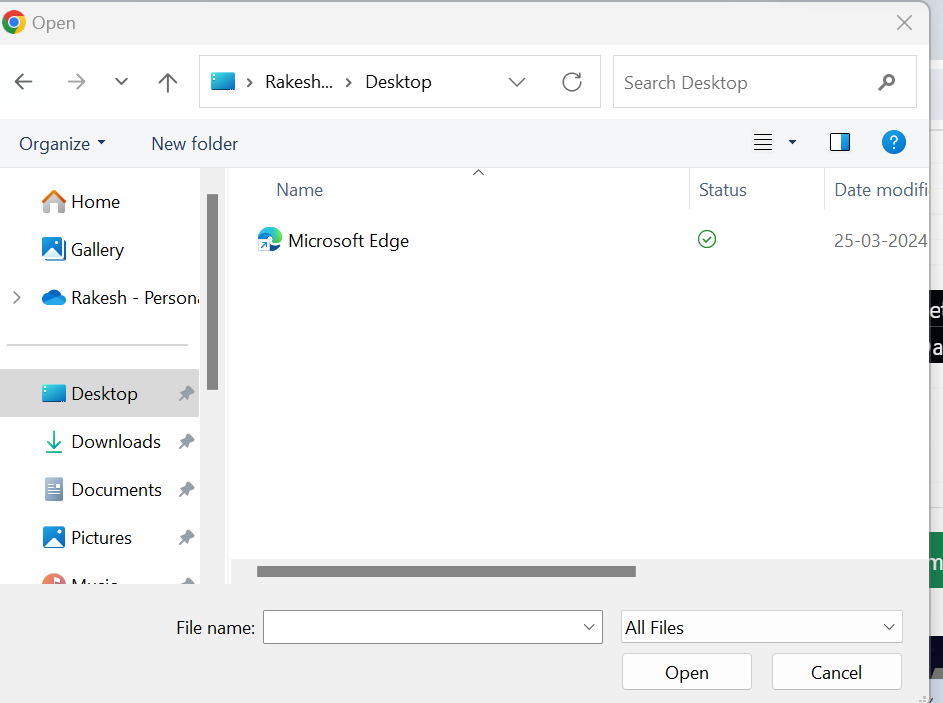 Open
Rakesh... Desktop
Search Desktop
Organize New folder
?
Name Status Date modifi
Home
Microsoft Edge 25-03-2024
Gallery
Rakesh - Persona
Desktop
Downloads
Documents
Pictures
Music
File name: All Files
Open Cancel